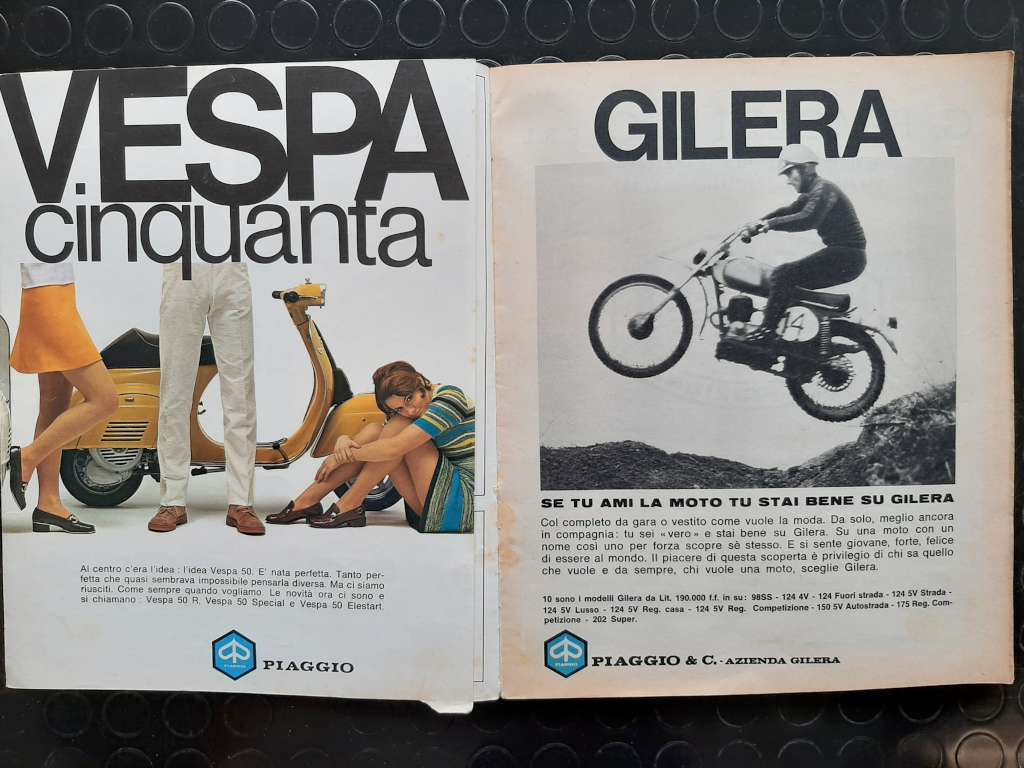 VESPA
cinquanta
Al centro c'era l'idea : l'idea Vespa 50. E' nata perfetta. Tanto per-
fetta che quasi sembrava impossibile pensarla diversa. Ma ci siamo
riusciti. Come sempre quando vogliamo. Le novità ora ci sono e
si chiamano : Vespa 50 R, Vespa 50 Special e Vespa 50 Elestart.
PIAGGIO
PIAGGIO
GILERA
14
SE TU AMI LA MOTO TU STAI BENE SU GILERA
Col completo da gara o vestito come vuole la moda. Da solo, meglio ancora
in compagnia: tu sei «vero» e stai bene su Gilera. Su una moto con un
nome così uno per forza scopre sè stesso. E si sente giovane, forte, felice
di essere al mondo. Il piacere di questa scoperta è privilegio di chi sa quello
che vuole e da sempre, chi vuole una moto, sceglie Gilera.
10 sono i modelli Gilera da Lit. 190.000 f.f. in su: 98SS - 124 4V - 124 Fuori strada - 124 5V Strada -
124 5V Lusso - 124 5V Reg. casa - 124 5V Reg. Competizione - 150 5V Autostrada - 175 Reg. Com-
petizione - 202 Super.
PIAGGIO
PIAGGIO & C. - AZIENDA GILERA